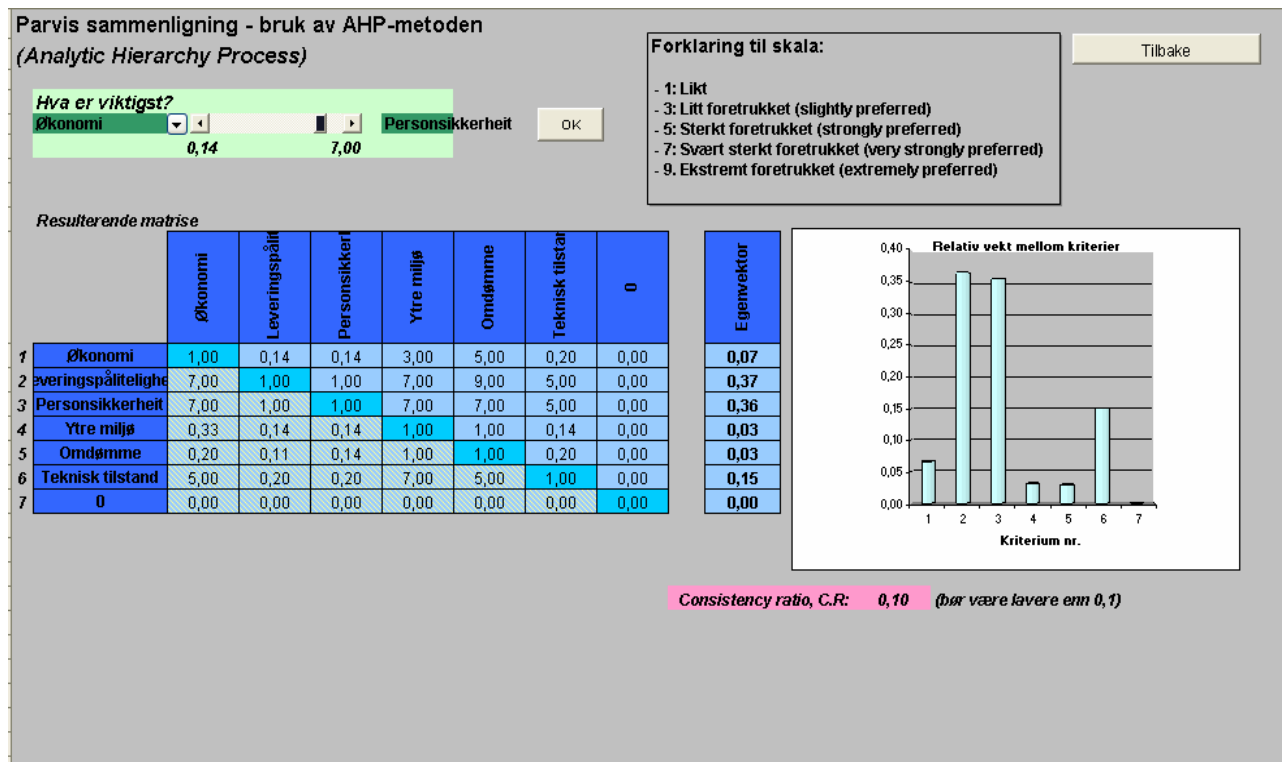 Parvis sammenligning - bruk av AHP-metoden
(Analytic Hierarchy Process)
Hva er viktigst?
Økonomi Personsikkerheit OK
0,14 7,00
Forklaring til skala:
- 1: Likt
- 3: Litt foretrukket (slightly preferred)
- 5: Sterkt foretrukket (strongly preferred)
- 7: Svært sterkt foretrukket (very strongly preferred)
- 9. Ekstremt foretrukket (extremely preferred)
Tilbake
Resulterende matrise
Økonomi Leveringspålit Personsikkerl Ytre miljø Omdømme Teknisk tilstar 0 Egenvektor
1 Økonomi 1,00 0,14 0,14 3,00 5,00 0,20 0,00 0,07
2 everingspålitelighe 7,00 1,00 1,00 7,00 9,00 5,00 0,00 0,37
3 Personsikkerheit 7,00 1,00 1,00 7,00 7,00 5,00 0,00 0,36
4 Ytre miljø 0,33 0,14 0,14 1,00 1,00 0,14 0,00 0,03
5 Omdømme 0,20 0,11 0,14 1,00 1,00 0,20 0,00 0,03
6 Teknisk tilstand 5,00 0,20 0,20 7,00 5,00 1,00 0,00 0,15
7 0 0,00 0,00 0,00 0,00 0,00 0,00 0,00 0,00
Relativ vekt mellom kriterier
0,40
0,35
0,30
0,25
0,20
0,15
0,10
0,05
0,00
1 2 3 4 5 6 7
Kriterium nr.
Consistency ratio, C.R: 0,10 (bør være lavere enn 0,1)